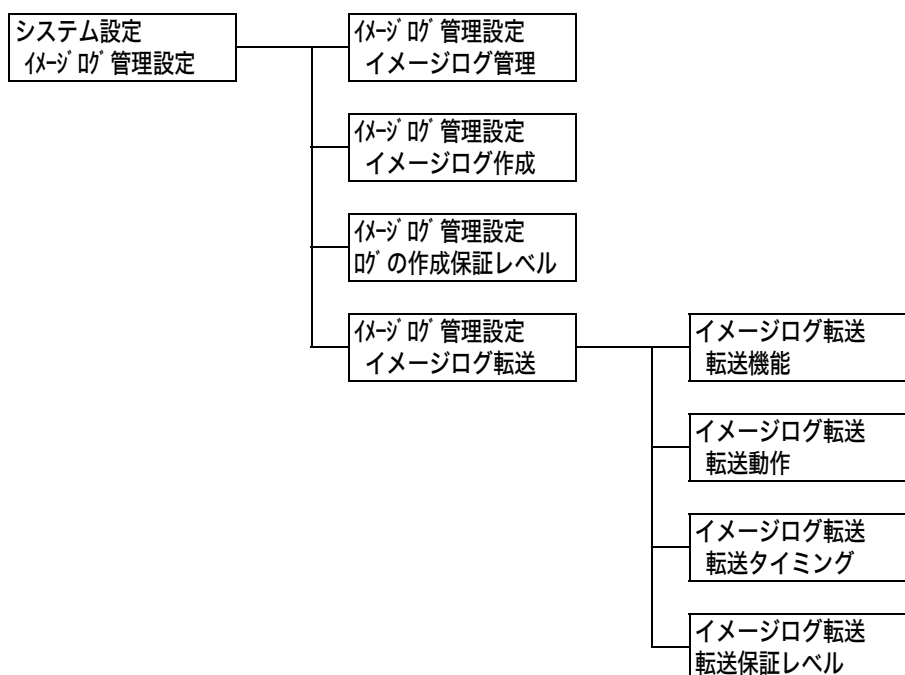 システム設定
ｲﾒｰｼﾞﾛｸﾞ管理設定
ｲﾒｰｼﾞﾛｸﾞ管理設定
イメージログ管理
ｲﾒｰｼﾞﾛｸﾞ管理設定
イメージログ作成
ｲﾒｰｼﾞﾛｸﾞ管理設定
ﾛｸﾞの作成保証レベル
ｲﾒｰｼﾞﾛｸﾞ管理設定
イメージログ転送
イメージログ転送
転送機能
イメージログ転送
転送動作
イメージログ転送
転送タイミング
イメージログ転送
転送保証レベル